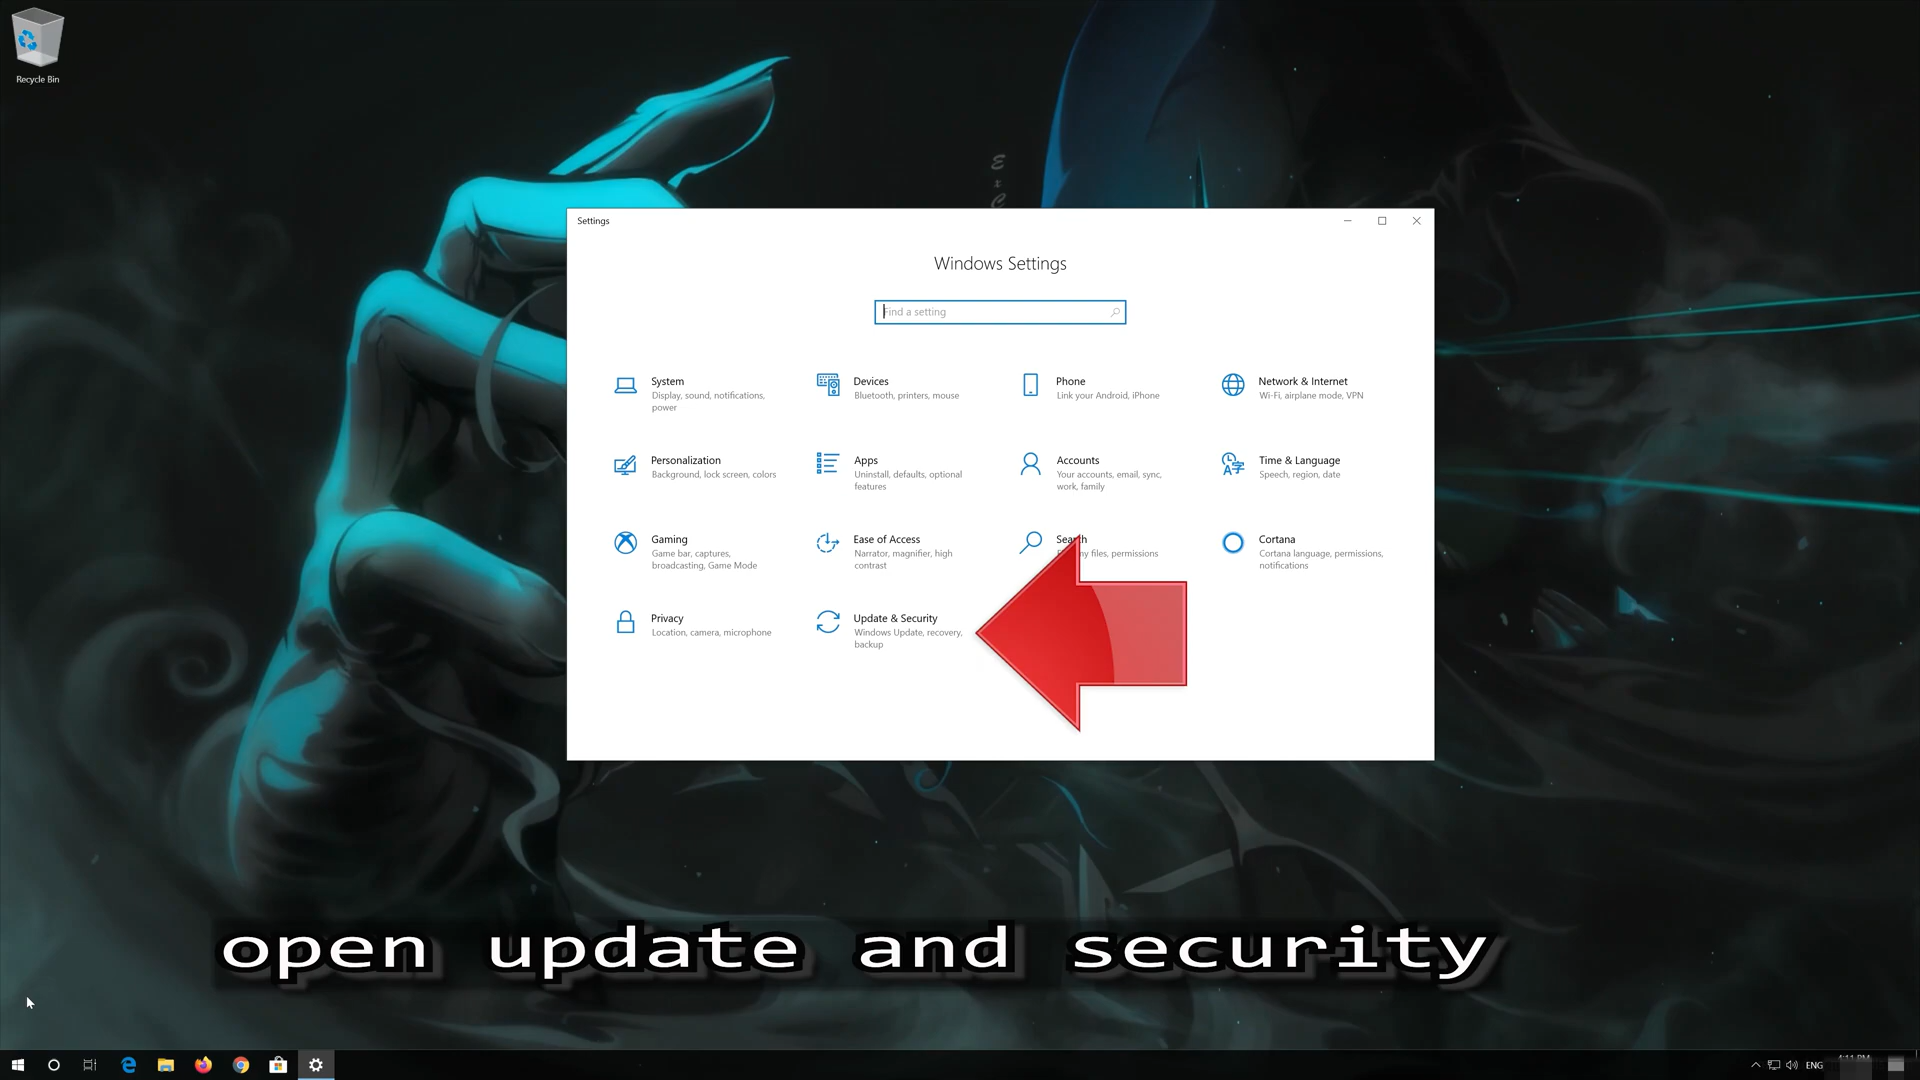 Recycle Bin
Settings
Windows Settings
Find a setting
System
Display, sound, notifications,
power
Devices
Bluetooth, printers, mouse
Phone
Link your Android, iPhone
Network & Internet
Wi-Fi, airplane mode, VPN
Personalization
Background, lock screen, colors
Apps
Uninstall, defaults, optional
features
Accounts
Your accounts, email, sync,
work, family
Time & Language
Speech, region, date
Gaming
Game bar, captures,
broadcasting, Game Mode
Ease of Access
Narrator, magnifier, high
contrast
Search
files, permissions
Cortana
Cortana language, permissions,
notifications
Privacy
Location, camera, microphone
Update & Security
Windows Update, recovery,
backup
open update and security
ENG